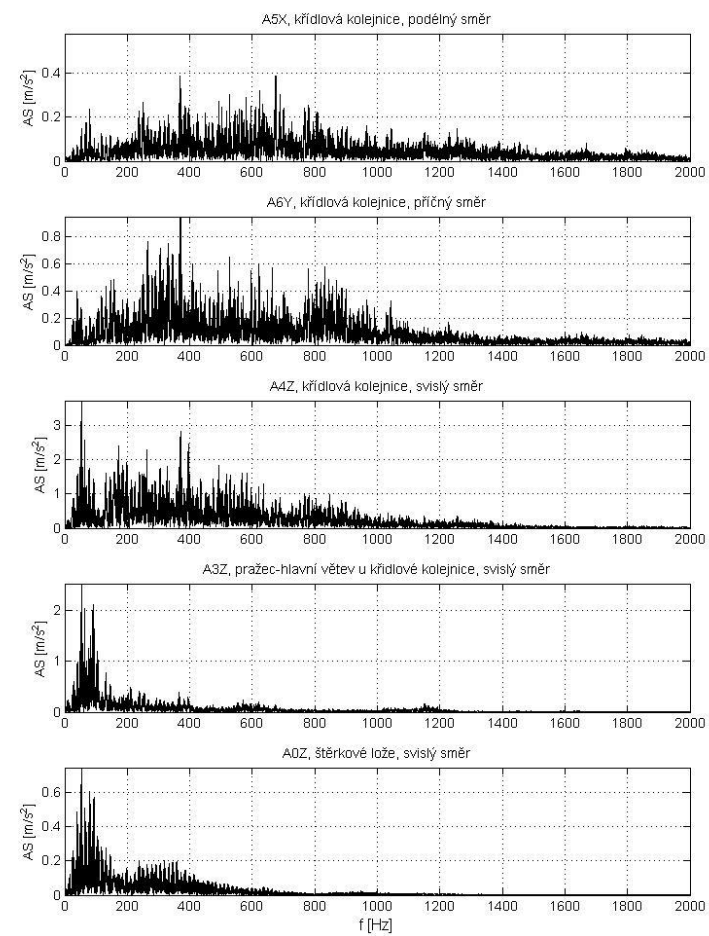 A5X, křídlová kolejnice, podélný směr
AS [m/s²]
0.4
0.2
0
0 200 400 600 800 1000 1200 1400 1600 1800 2000
A6Y, křídlová kolejnice, příčný směr
AS [m/s²]
0.8
0.6
0.4
0.2
0
0 200 400 600 800 1000 1200 1400 1600 1800 2000
A4Z, křídlová kolejnice, svislý směr
AS [m/s²]
3
2
1
0
0 200 400 600 800 1000 1200 1400 1600 1800 2000
A3Z, pražec-hlavní větev u křidlové kolejnice, svislý směr
AS [m/s²]
2
1
0
0 200 400 600 800 1000 1200 1400 1600 1800 2000
A0Z, štěrkové lože, svislý směr
AS [m/s²]
0.6
0.4
0.2
0
0 200 400 600 800 1000 1200 1400 1600 1800 2000
f [Hz]